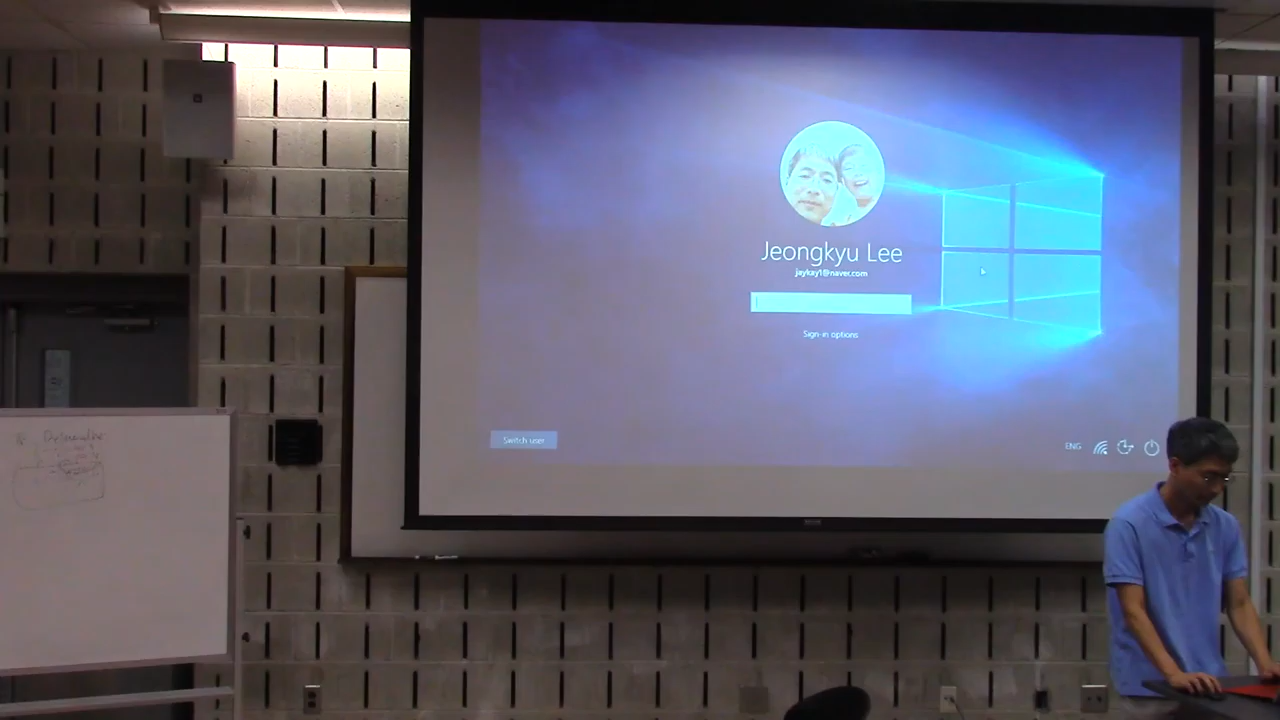 Jeongkyu Lee
jaykay1@naver.com
Sign-in options
Switch user
ENG